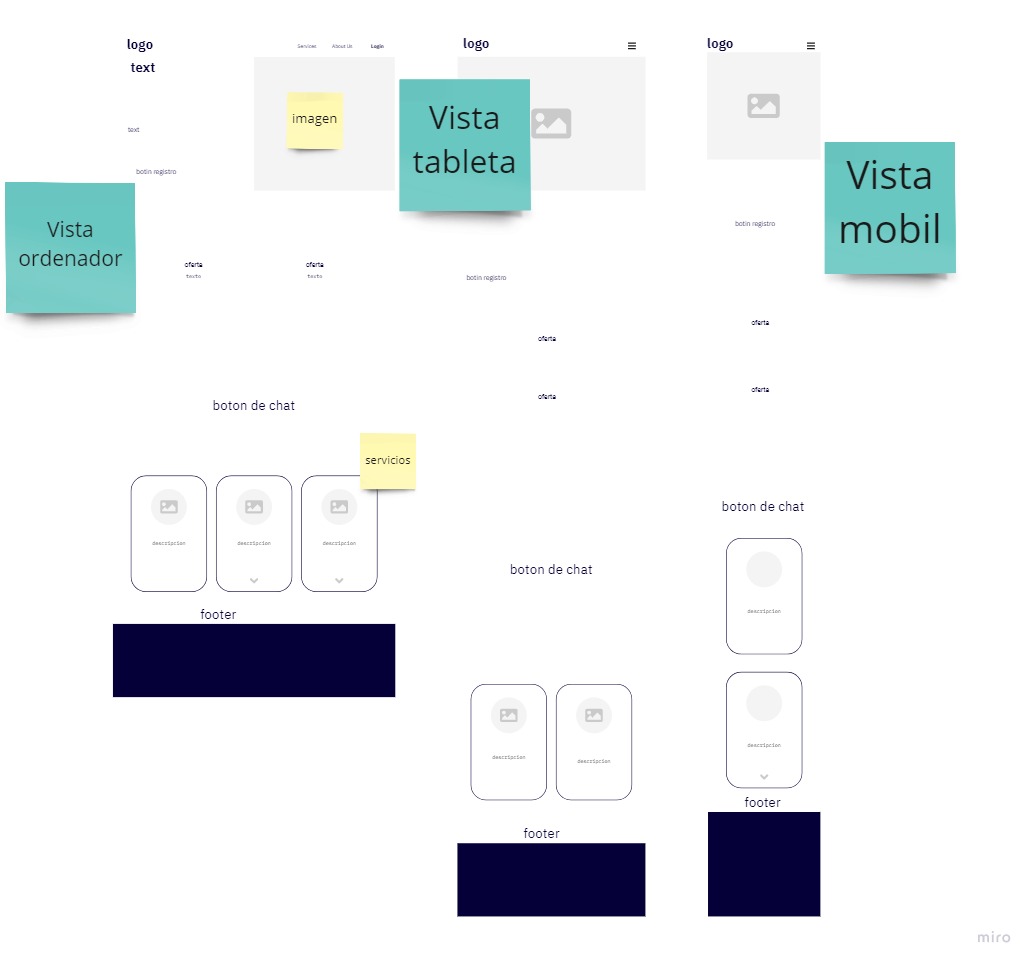 logo
Services
About Us
Login
text
imagen
text
botin registro
Vista
ordenador
oferta
texto
oferta
texto
boton de chat
servicios
descripcion
descripcion
descripcion
footer
logo
Vista
tableta
botin registro
oferta
oferta
boton de chat
descripcion
descripcion
footer
logo
Vista
mobil
botin registro
oferta
oferta
boton de chat
descripcion
descripcion
footer
miro